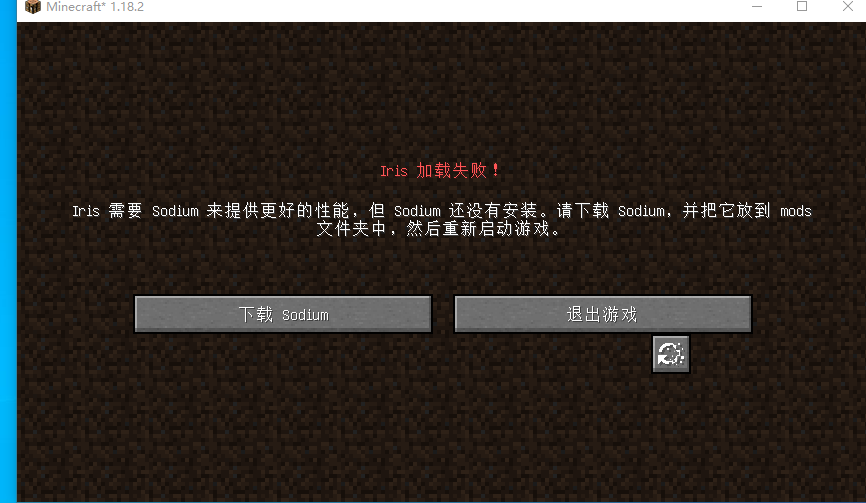 Minecraft* 1.18.2
Iris 加载失败！
Iris 需要 Sodium 来提供更好的性能，但 Sodium 还没有安装。请下载 Sodium，并把它放到 mods
文件夹中，然后重新启动游戏。
下载 Sodium
退出游戏